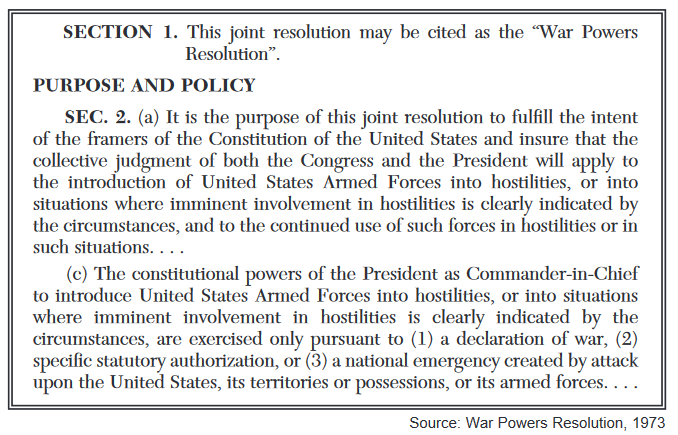 SECTION 1. This joint resolution may be cited as the “War Powers
Resolution”.
PURPOSE AND POLICY
SEC. 2. (a) It is the purpose of this joint resolution to fulfill the intent
of the framers of the Constitution of the United States and insure that the
collective judgment of both the Congress and the President will apply to
the introduction of United States Armed Forces into hostilities, or into
situations where imminent involvement in hostilities is clearly indicated by
the circumstances, and to the continued use of such forces in hostilities or in
such situations. . . .
(c) The constitutional powers of the President as Commander-in-Chief
to introduce United States Armed Forces into hostilities, or into situations
where imminent involvement in hostilities is clearly indicated by the
circumstances, are exercised only pursuant to (1) a declaration of war, (2)
specific statutory authorization, or (3) a national emergency created by attack
upon the United States, its territories or possessions, or its armed forces. . . .
Source: War Powers Resolution, 1973